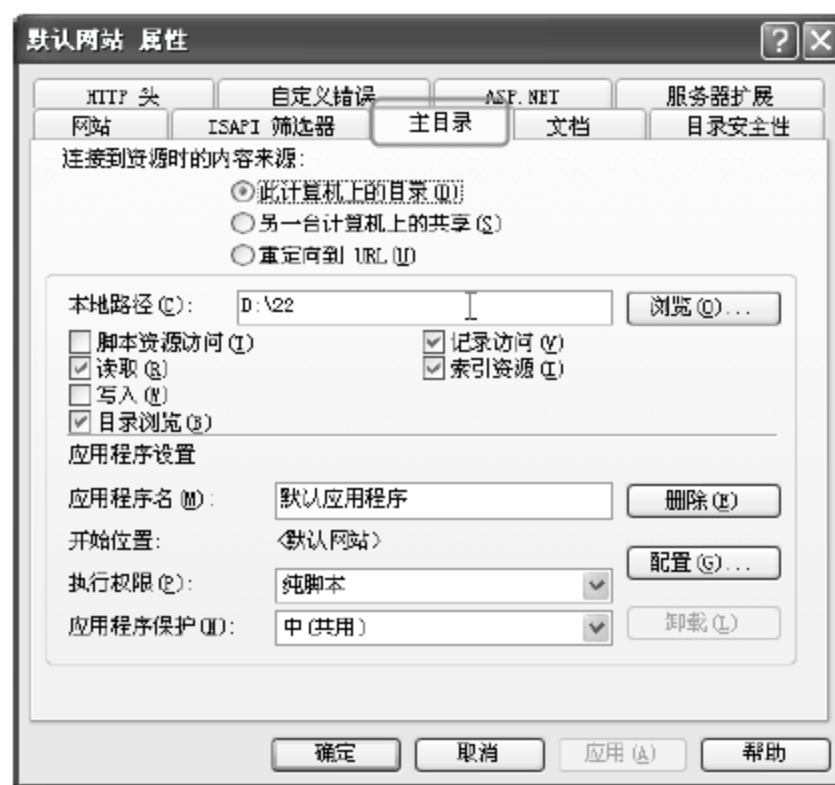 默认网站 属性
HTTP 头 自定义错误 ASP.NET 服务器扩展
网站 ISAPI 筛选器 主目录 文档 目录安全性
连接到资源时的内容来源:
此计算机上的目录(D)
另一台计算机上的共享(S)
重定向到 URL(U)
本地路径(C): D:\22 浏览(O)...
脚本资源访问(T) 记录访问(V)
读取(R) 索引资源(I)
写入(W)
目录浏览(B)
应用程序设置
应用程序名(M): 默认应用程序 删除(E)
开始位置: <默认网站>
配置(G)...
执行权限(P): 纯脚本
应用程序保护(N): 中(共用) 卸载(L)
确定 取消 应用(A) 帮助